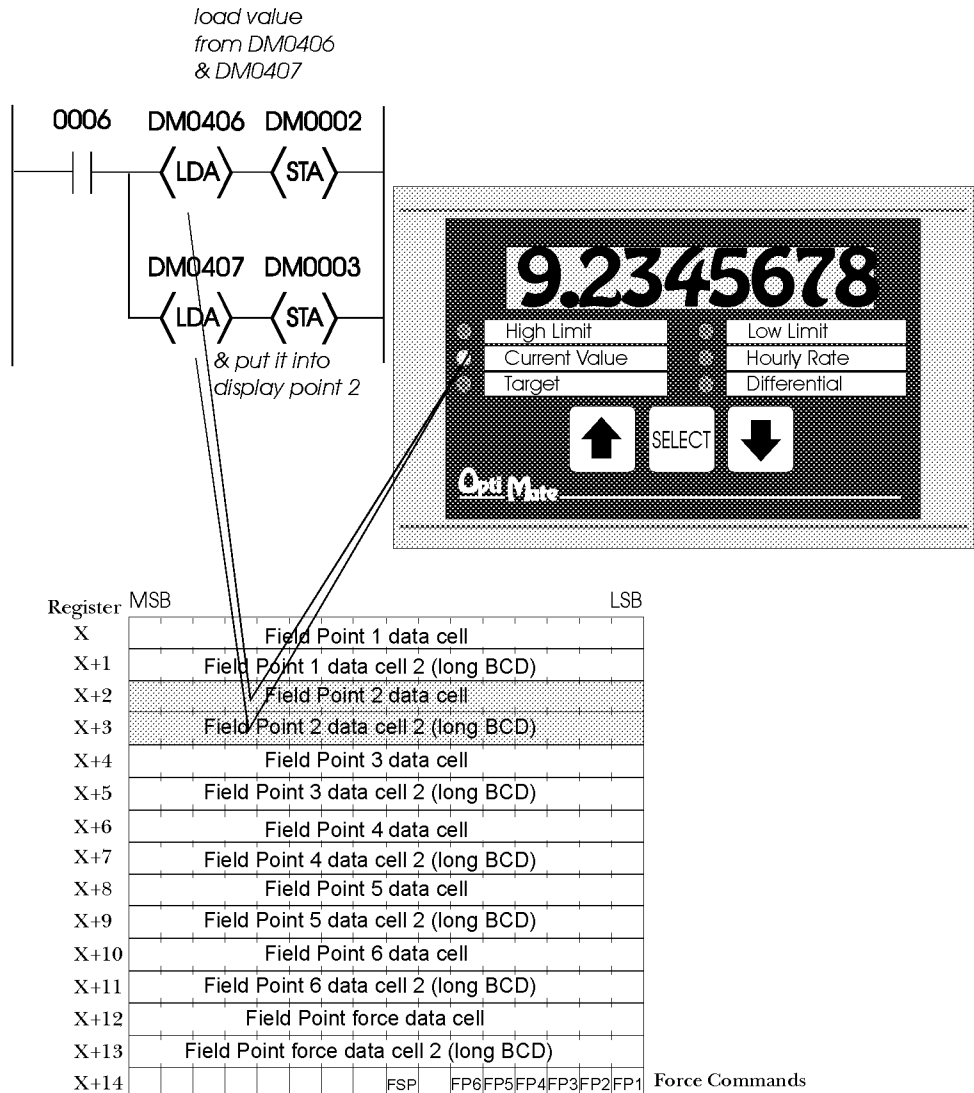 load value
from DM0406
& DM0407
0006 DM0406 DM0002
LDA STA
DM0407 DM0003
LDA STA
& put it into
display point 2
9.2345678
High Limit Low Limit
Current Value Hourly Rate
Target Differential
SELECT
Opti Mate
Register MSB LSB
X Field Point 1 data cell
X+1 Field Point 1 data cell 2 (long BCD)
X+2 Field Point 2 data cell
X+3 Field Point 2 data cell 2 (long BCD)
X+4 Field Point 3 data cell
X+5 Field Point 3 data cell 2 (long BCD)
X+6 Field Point 4 data cell
X+7 Field Point 4 data cell 2 (long BCD)
X+8 Field Point 5 data cell
X+9 Field Point 5 data cell 2 (long BCD)
X+10 Field Point 6 data cell
X+11 Field Point 6 data cell 2 (long BCD)
X+12 Field Point force data cell
X+13 Field Point force data cell 2 (long BCD)
X+14 FSP FP6 FP5 FP4 FP3 FP2 FP1 Force Commands